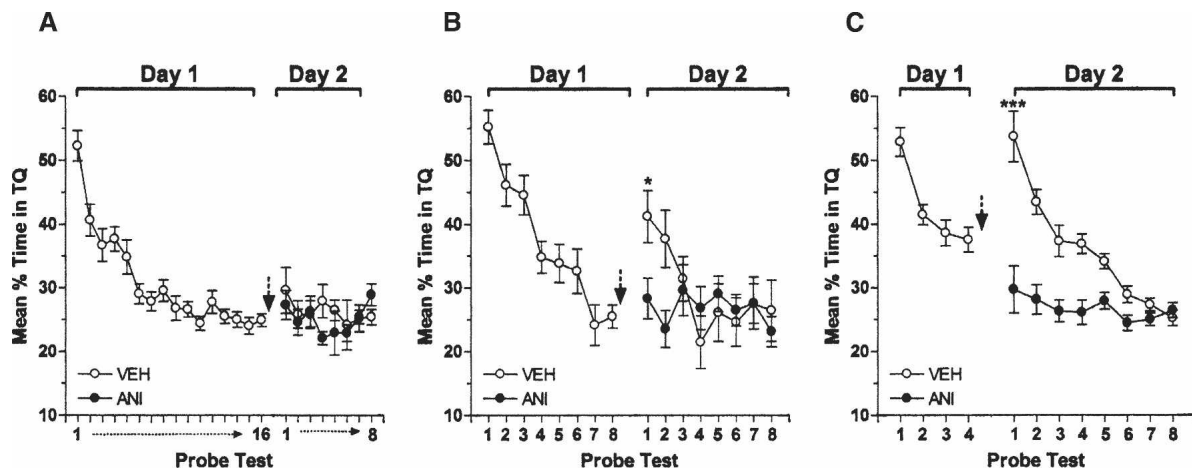 A
Day 1
Day 2
Mean % Time in TQ
60
50
40
30
20
10
VEH
ANI
1
16
1
8
Probe Test
B
Day 1
Day 2
Mean % Time in TQ
60
50
40
30
20
10
*
VEH
ANI
1 2 3 4 5 6 7 8
1 2 3 4 5 6 7 8
Probe Test
C
Day 1
Day 2
Mean % Time in TQ
60
50
40
30
20
10
***
VEH
ANI
1 2 3 4
1 2 3 4 5 6 7 8
Probe Test